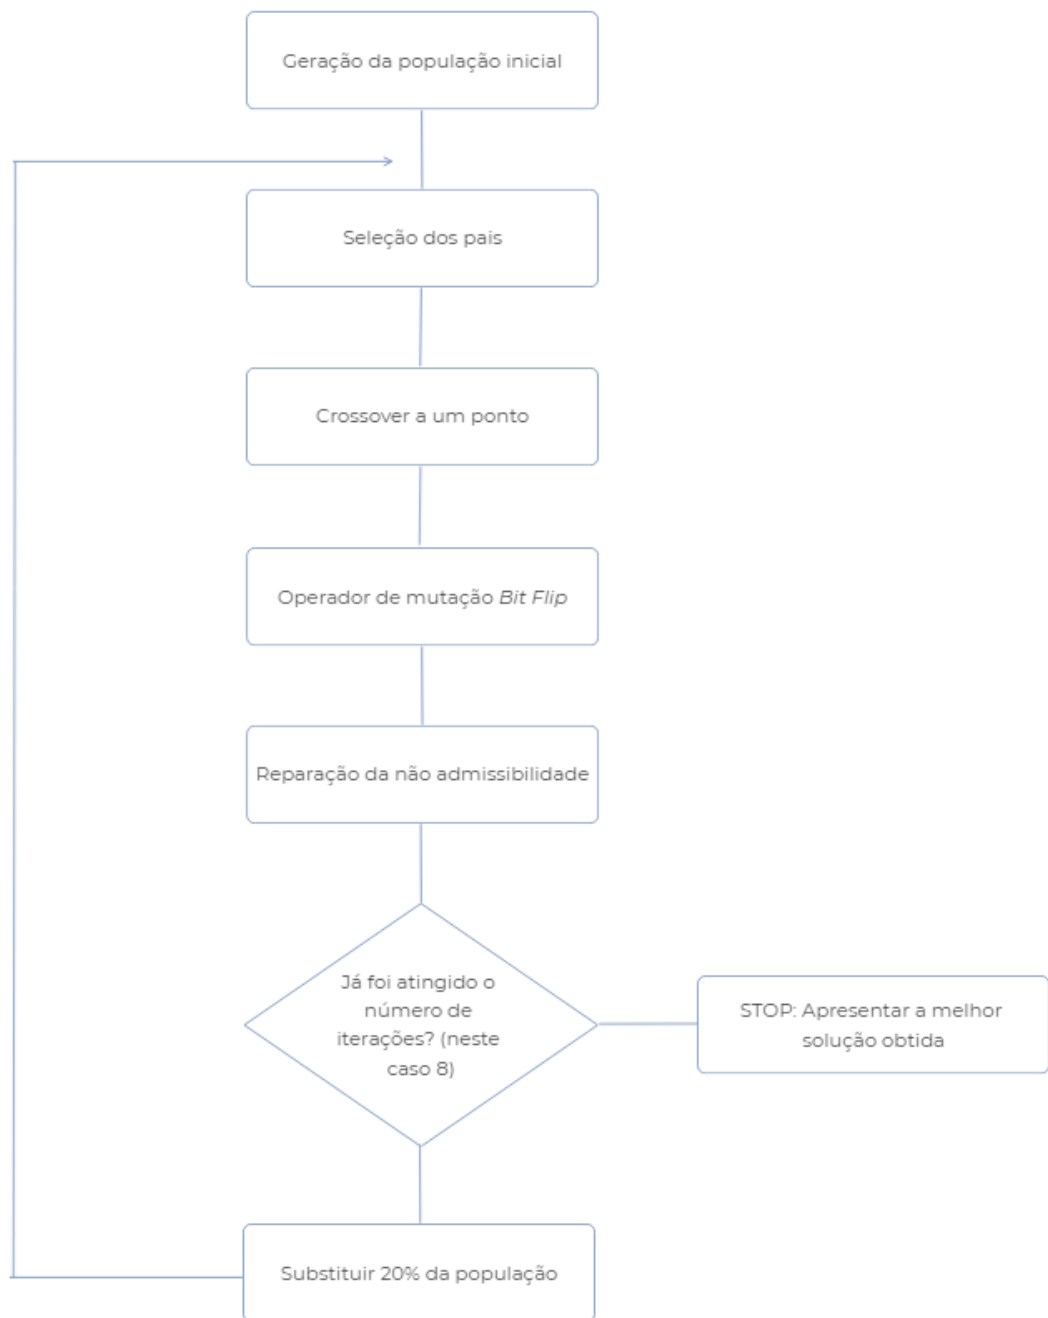 Geração da população inicial
Seleção dos pais
Crossover a um ponto
Operador de mutação Bit Flip
Reparação da não admissibilidade
Já foi atingido o
número de
iterações? (neste
caso 8)
STOP: Apresentar a melhor
solução obtida
Substituir 20% da população